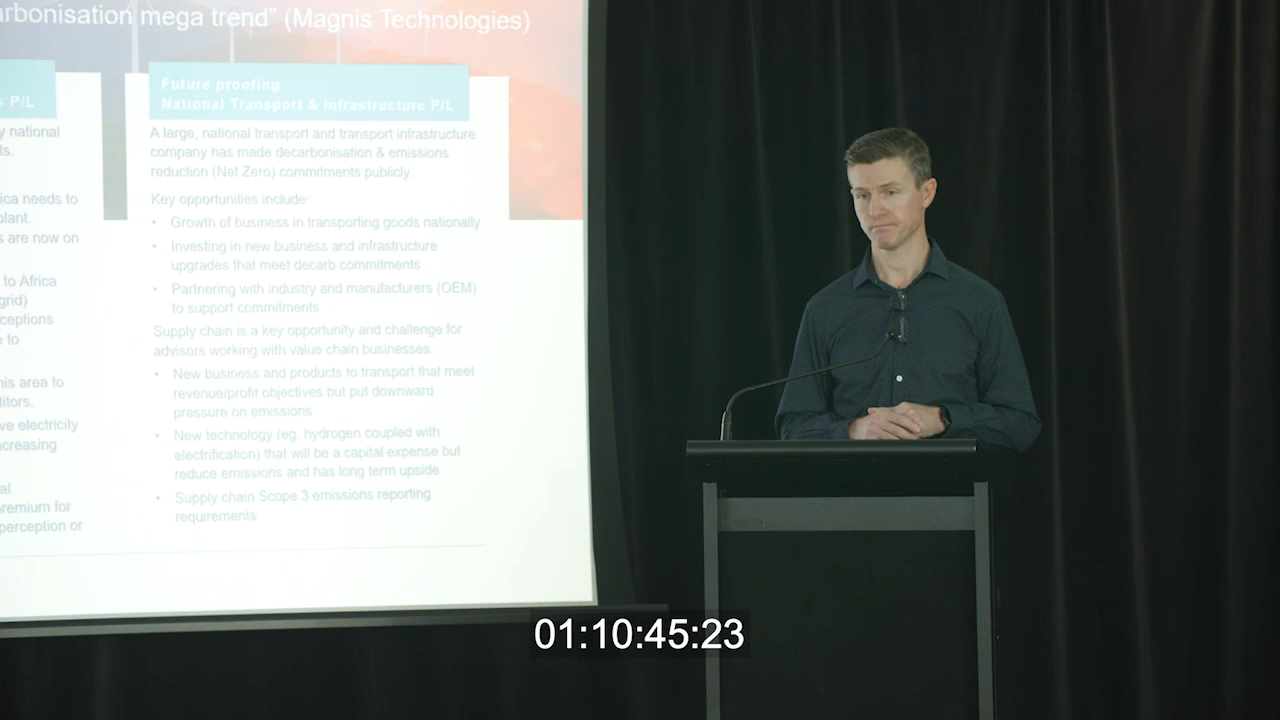 arbonisation mega trend” (Magnis Technologies)
s P/L
y national
ts.
ica needs to
plant.
s are now on
to Africa
grid)
ceptions
e to
his area to
titors.
ve electricity
ncreasing
al
premium for
perception or
Future proofing
National Transport & Infrastructure P/L
A large, national transport and transport infrastructure
company has made decarbonisation & emissions
reduction (Net Zero) commitments publicly.
Key opportunities include:
• Growth of business in transporting goods nationally
• Investing in new business and infrastructure
upgrades that meet decarb commitments
• Partnering with industry and manufacturers (OEM)
to support commitments
Supply chain is a key opportunity and challenge for
advisors working with value chain businesses.
• New business and products to transport that meet
revenue/profit objectives but put downward
pressure on emissions
• New technology (eg. hydrogen coupled with
electrification) that will be a capital expense but
reduce emissions and has long term upside
• Supply chain Scope 3 emissions reporting
requirements
01:10:45:23